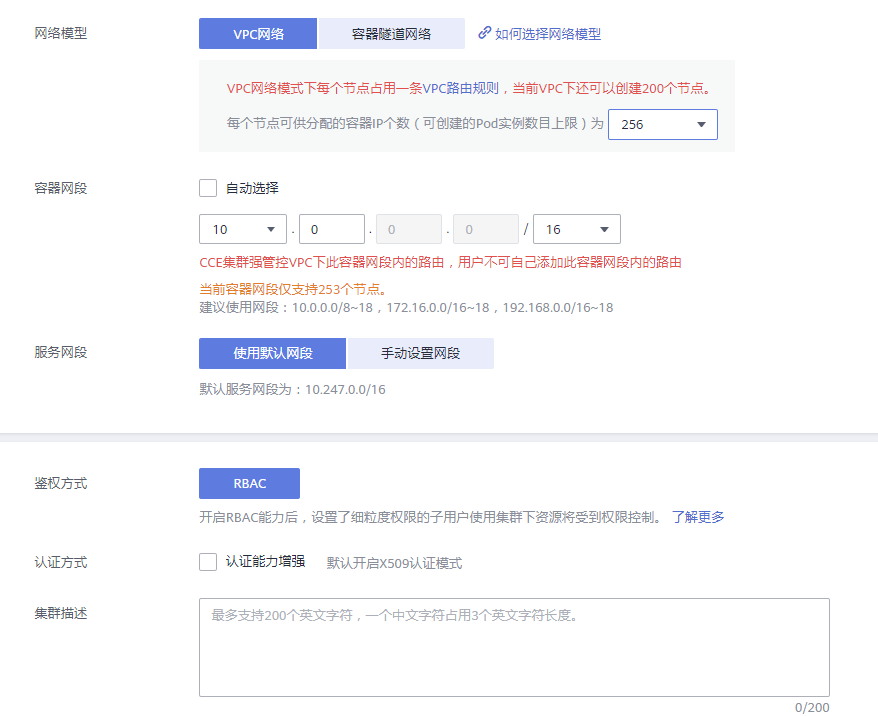 网络模型
VPC网络 容器隧道网络 如何选择网络模型
VPC网络模式下每个节点占用一条VPC路由规则，当前VPC下还可以创建200个节点。
每个节点可供分配的容器IP个数（可创建的Pod实例数目上限）为 256
容器网段
自动选择
10 . 0 . 0 . 0 / 16
CCE集群强管控VPC下此容器网段内的路由，用户不可自己添加此容器网段内的路由
当前容器网段仅支持253个节点。
建议使用网段：10.0.0.0/8~18，172.16.0.0/16~18，192.168.0.0/16~18
服务网段
使用默认网段 手动设置网段
默认服务网段为：10.247.0.0/16
鉴权方式
RBAC
开启RBAC能力后，设置了细粒度权限的子用户使用集群下资源将受到权限控制。 了解更多
认证方式
认证能力增强 默认开启X509认证模式
集群描述
最多支持200个英文字符，一个中文字符占用3个英文字符长度。
0/200